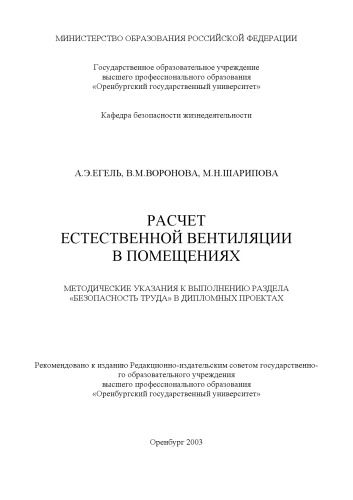 МИНИСТЕРСТВО ОБРАЗОВАНИЯ РОССИЙСКОЙ ФЕДЕРАЦИИ
Государственное образовательное учреждение
высшего профессионального образования
«Оренбургский государственный университет»
Кафедра безопасности жизнедеятельности
А.Э.ЕГЕЛЬ, В.М.ВОРОНОВА, М.Н.ШАРИПОВА
РАСЧЕТ
ЕСТЕСТВЕННОЙ ВЕНТИЛЯЦИИ
В ПОМЕЩЕНИЯХ
МЕТОДИЧЕСКИЕ УКАЗАНИЯ К ВЫПОЛНЕНИЮ РАЗДЕЛА
«БЕЗОПАСНОСТЬ ТРУДА» В ДИПЛОМНЫХ ПРОЕКТАХ
Рекомендовано к изданию Редакционно-издательским советом государственно-
го образовательного учреждения
высшего профессионального образования
«Оренбургский государственный университет»
Оренбург 2003